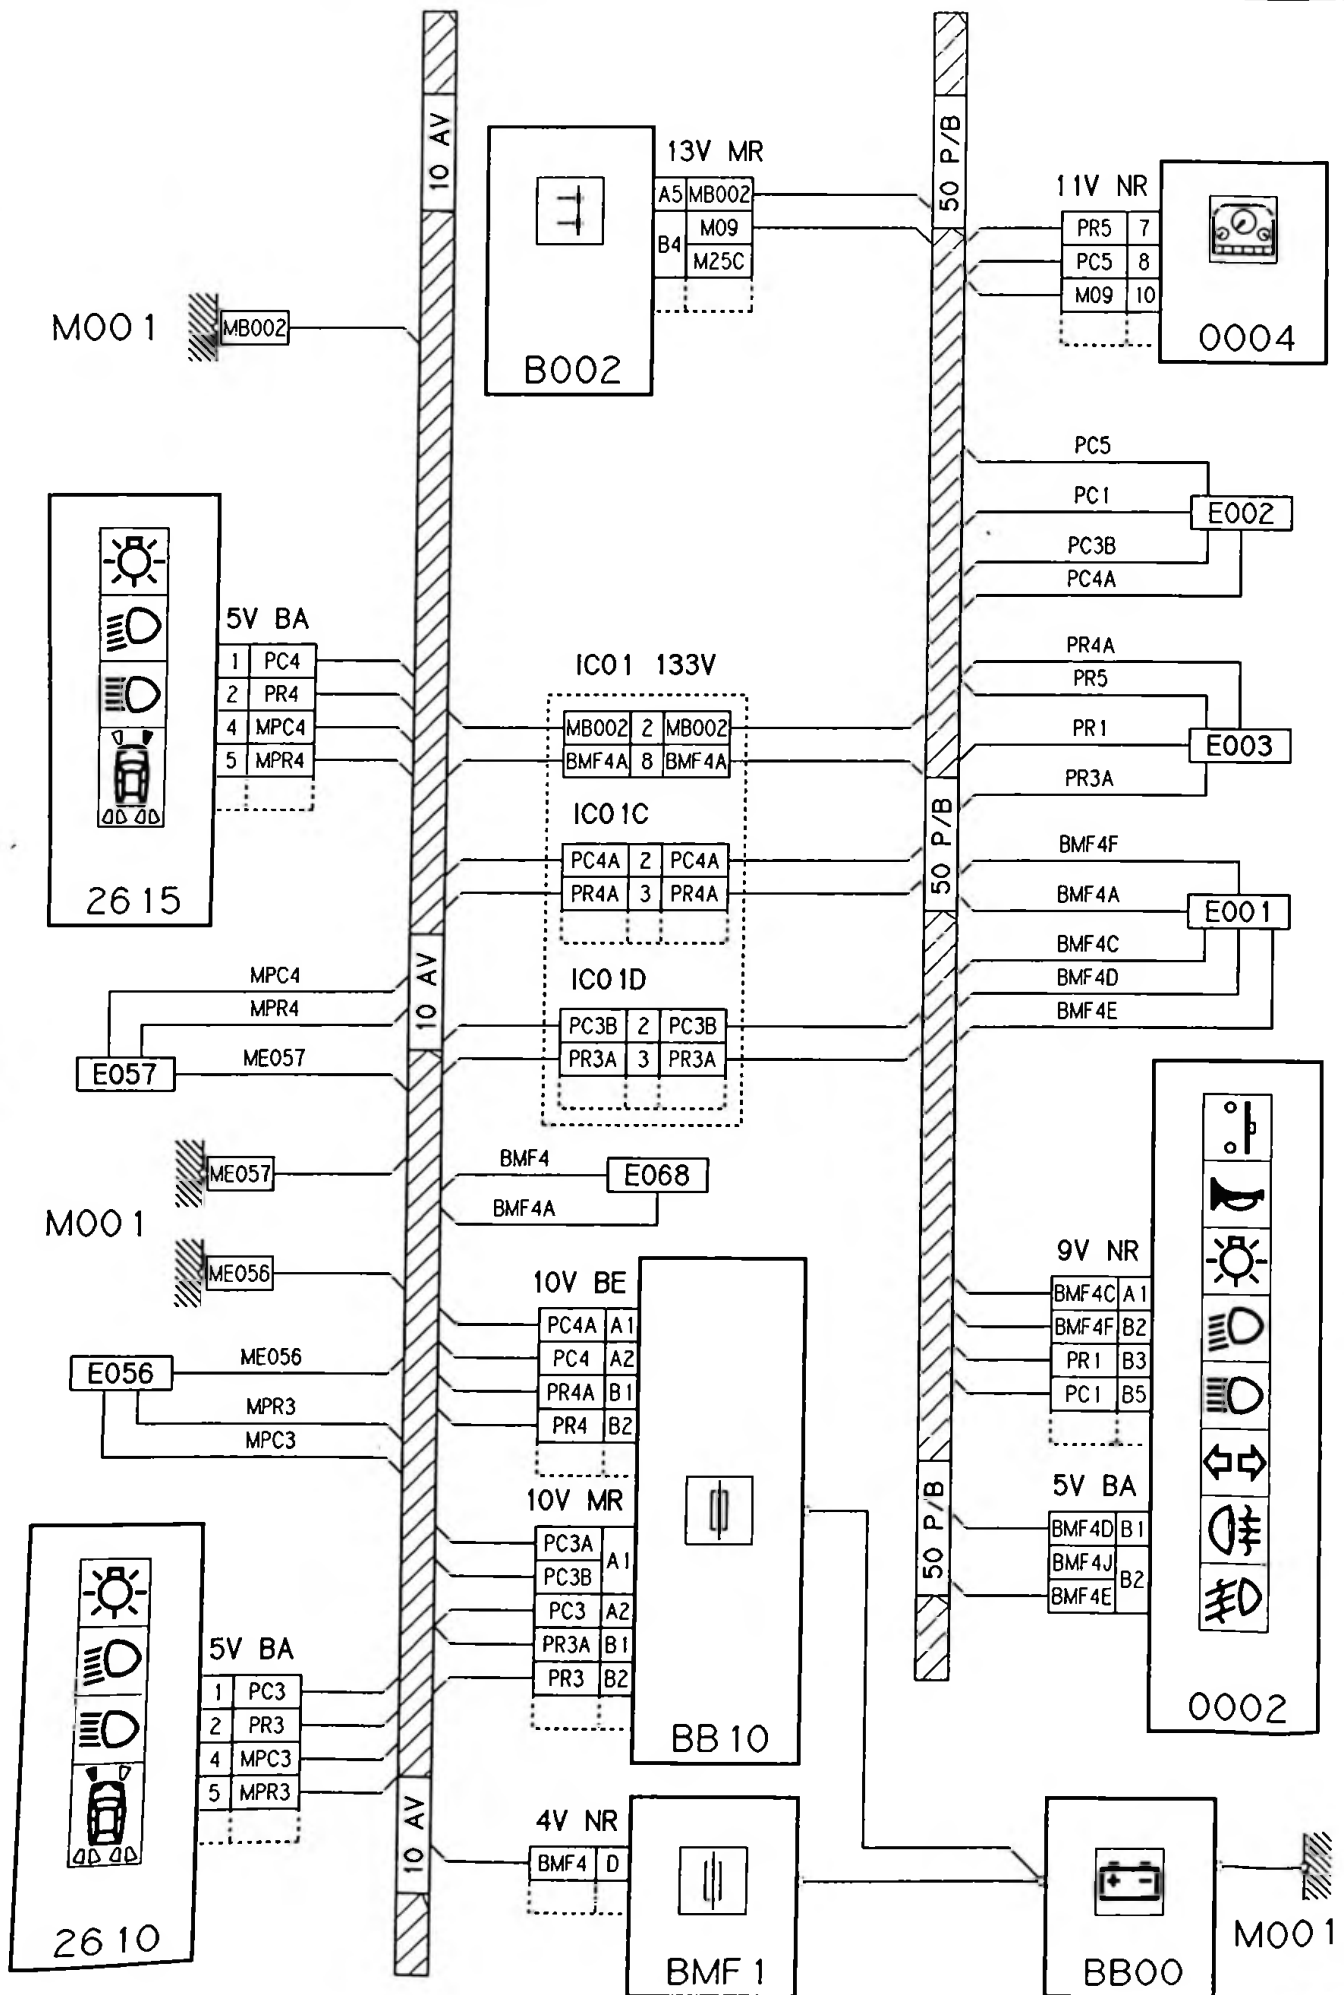 10 AV
50 P/B
13V MR
A5 MB002
B4 M09
M25C
B002
11V NR
PR5 7
PC5 8
M09 10
0004
M001
MB002
PC5
PC1
E002
PC3B
PC4A
5V BA
1 PC4
2 PR4
4 MPC4
5 MPR4
2615
IC01 133V
MB002 2 MB002
BMF4A 8 BMF4A
IC01C
PC4A 2 PC4A
PR4A 3 PR4A
IC01D
PC3B 2 PC3B
PR3A 3 PR3A
PR4A
PR5
PR1
E003
PR3A
50 P/B
BMF4F
BMF4A
E001
BMF4C
BMF4D
BMF4E
10 AV
MPC4
MPR4
E057
ME057
ME057
M001
ME056
BMF4
E068
BMF4A
E056
ME056
MPR3
MPC3
10V BE
PC4A A1
PC4 A2
PR4A B1
PR4 B2
10V MR
PC3A A1
PC3B
PC3 A2
PR3A B1
PR3 B2
BB10
9V NR
BMF4C A1
BMF4F B2
PR1 B3
PC1 B5
5V BA
BMF4D B1
BMF4J B2
BMF4E
0002
50 P/B
5V BA
1 PC3
2 PR3
4 MPC3
5 MPR3
2610
10 AV
4V NR
BMF4 D
BMF1
+ -
BB00
M001